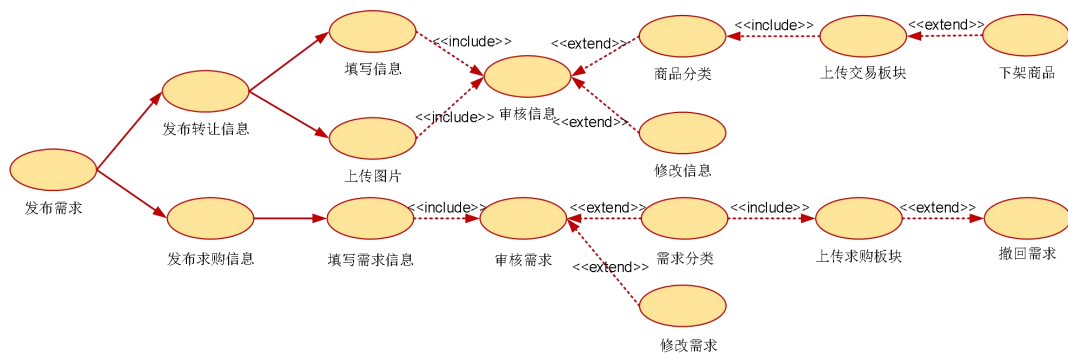 填写信息
<<include>>
审核信息
<<extend>>
商品分类
<<include>>
上传交易板块
<<extend>>
下架商品
发布转让信息
上传图片
<<include>>
<<extend>>
修改信息
发布需求
发布求购信息
填写需求信息
<<include>>
审核需求
<<extend>>
需求分类
<<include>>
上传求购板块
<<extend>>
撤回需求
<<extend>>
修改需求